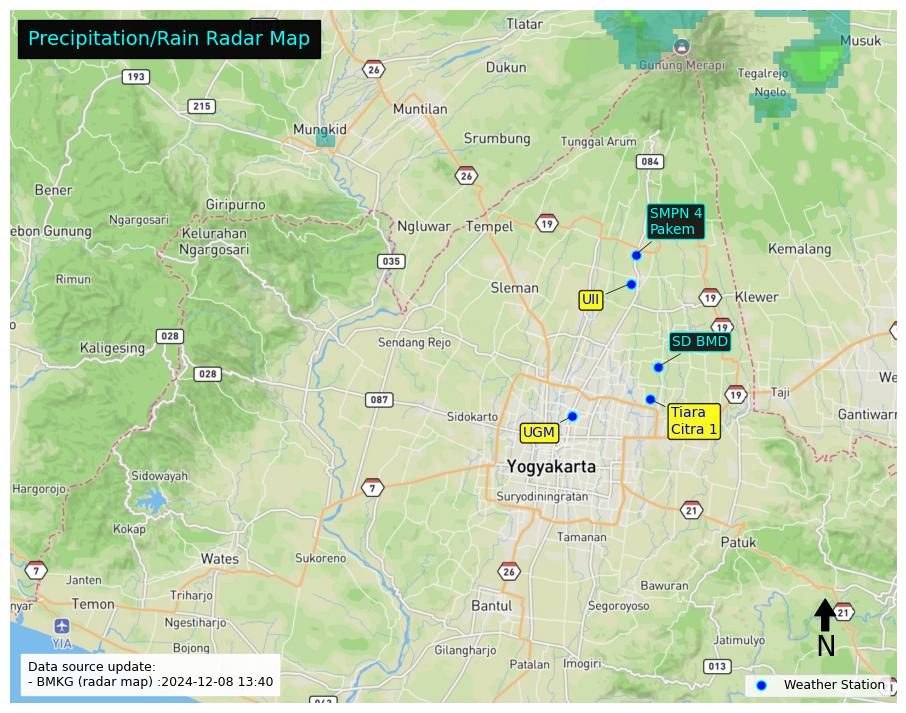 Precipitation/Rain Radar Map
Tlatar
Musuk
Gunung Merapi
Dukun
Tegalrejo
Ngelo
26
193
215
Muntilan
Mungkid
Srumbung
Tunggal Arum
084
26
Bener
Giripurno
Ngargosari
ebon Gunung
Kelurahan
Ngargosari
Ngluwar
Tempel
19
SMPN 4
Pakem
Kemalang
035
Rimun
UII
Sleman
19
Klewer
19
028
Kaligesing
Sendang Rejo
SD BMD
028
087
19
Taji
We
Sidokarto
Tiara
Citra 1
Gantiwarn
UGM
Yogyakarta
Sidowayah
Hargorojo
7
Suryodiningratan
21
Kokap
Tamanan
Patuk
Wates
Sukoreno
7
26
Janten
Bawuran
nyar
Temon
Triharjo
Bantul
Segoroyoso
21
YIA
Ngestiharjo
N
Bojong
Gilangharjo
Jatimulyo
Patalan
Imogiri
013
Data source update:
- BMKG (radar map) :2024-12-08 13:40
Weather Station